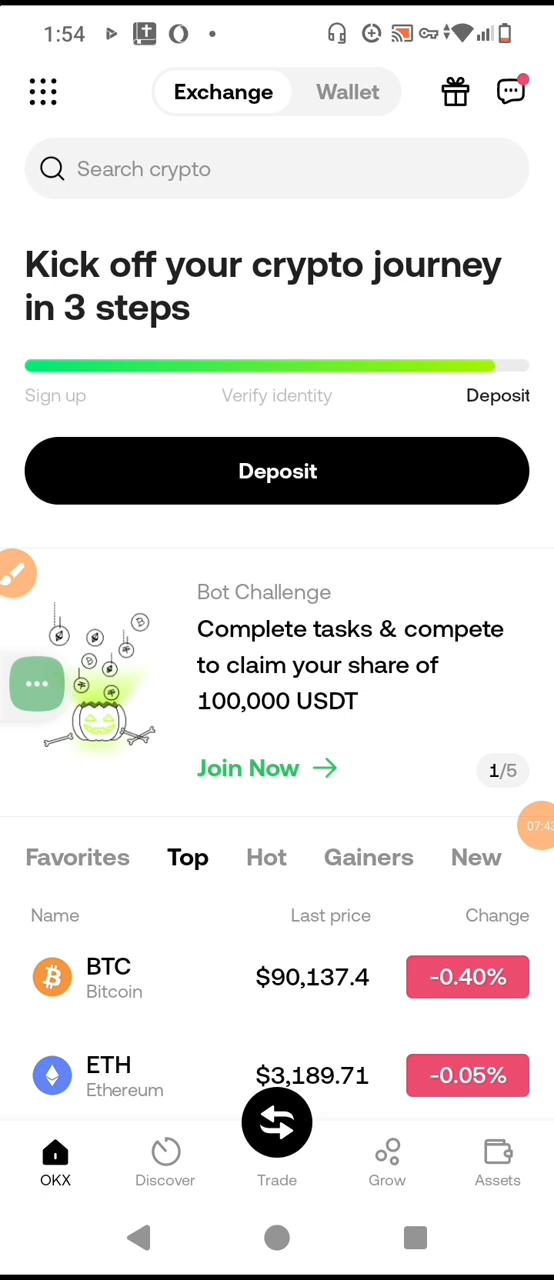 1:54
Exchange
Wallet
Search crypto
Kick off your crypto journey
in 3 steps
Sign up
Verify identity
Deposit
Deposit
Bot Challenge
Complete tasks & compete
to claim your share of
100,000 USDT
Join Now
1/5
07:43
Favorites
Top
Hot
Gainers
New
Name
Last price
Change
BTC
Bitcoin
$90,137.4
-0.40%
ETH
Ethereum
$3,189.71
-0.05%
OKX
Discover
Trade
Grow
Assets